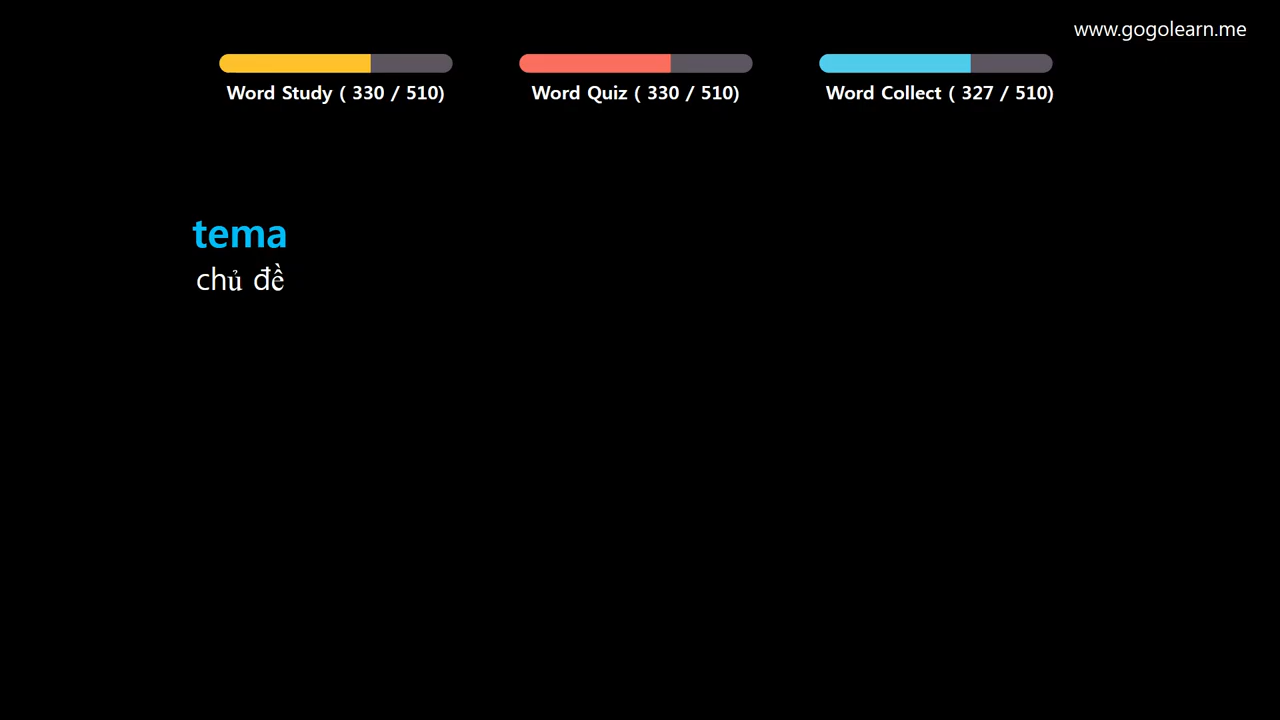 www.gogolearn.me
Word Study ( 330 / 510)
Word Quiz ( 330 / 510)
Word Collect ( 327 / 510)
tema
chủ đề